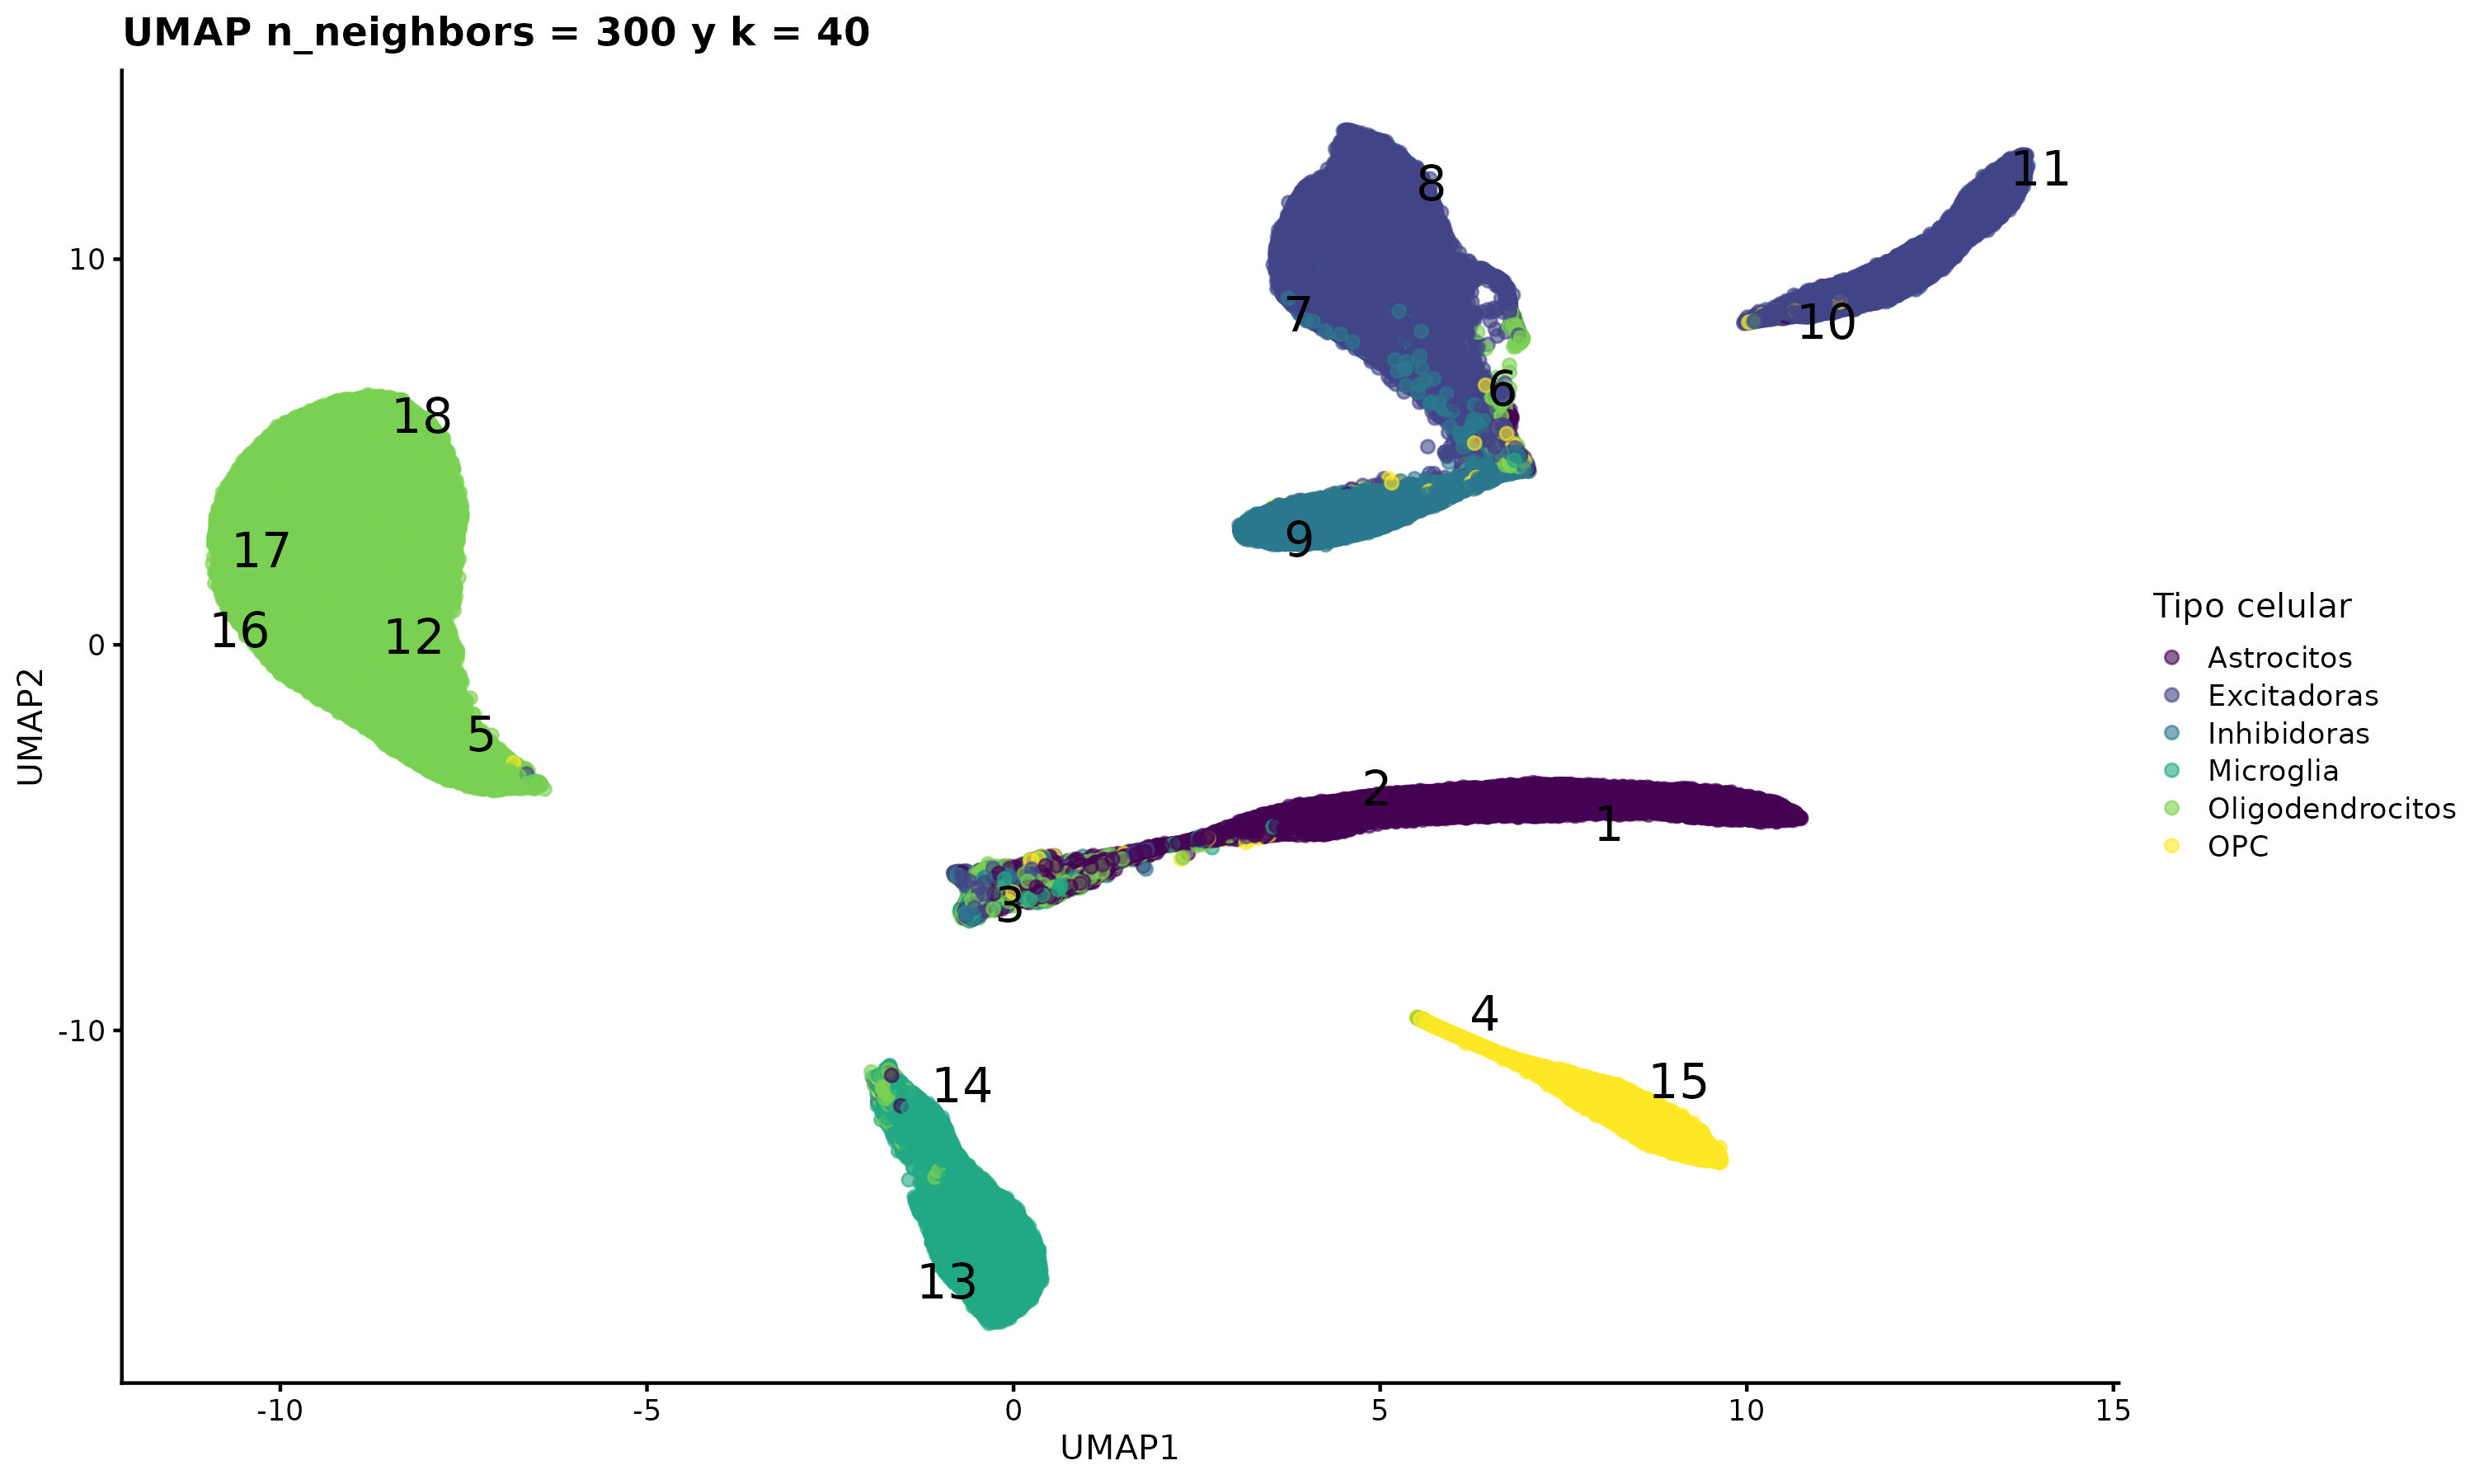 UMAP n_neighbors = 300 y k = 40
UMAP2
10
0
-10
8
11
7
10
6
18
9
17
16
12
5
2
1
3
4
14
15
13
Tipo celular
Astrocitos
Excitadoras
Inhibidoras
Microglia
Oligodendrocitos
OPC
-10
-5
0
5
10
15
UMAP1